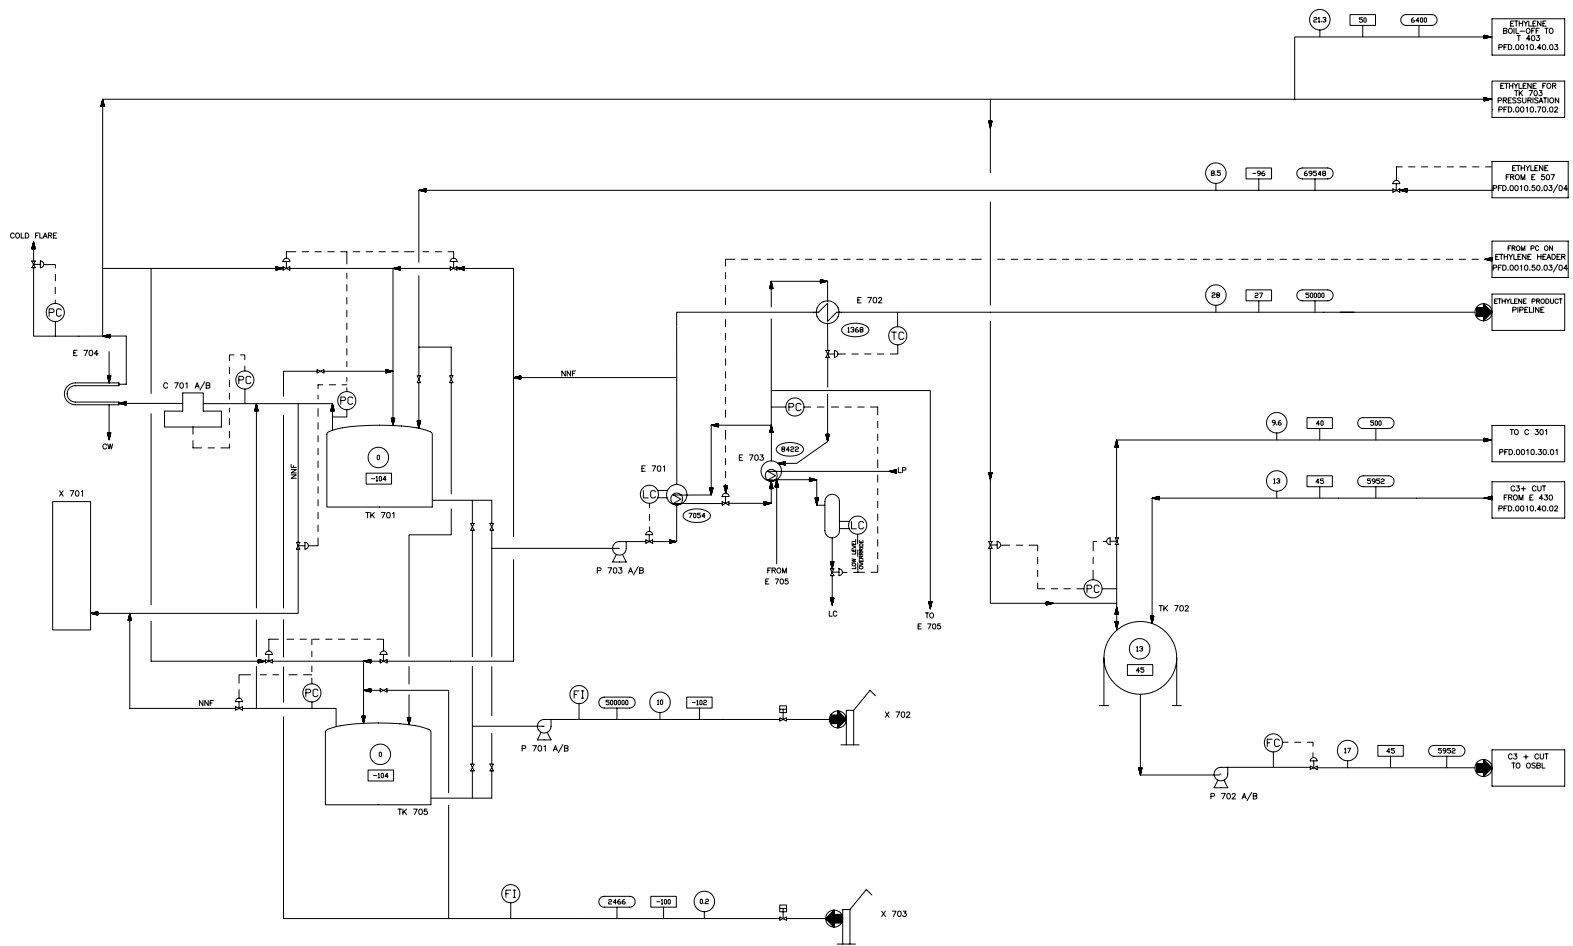 21.3
50
6400
ETHYLENE
BOIL-OFF TO
T 403
PFD.0010.40.03
ETHYLENE FOR
TK 703
PRESSURISATION
PFD.0010.70.02
8.5
-96
69548
ETHYLENE
FROM E 507
PFD.0010.50.03/04
COLD FLARE
FROM PC ON
ETHYLENE HEADER
PFD.0010.50.03/04
28
27
50000
ETHYLENE PRODUCT
PIPELINE
PC
E 702
1368
TC
E 704
C 701 A/B
PC
PC
NNF
PC
CW
9.6
40
500
TO C 301
PFD.0010.30.01
0
-104
TK 701
NNF
E 701
E 703
8422
LP
LC
7054
13
45
5952
C3+ CUT
FROM E 430
PFD.0010.40.02
X 701
LC
LOW LEVEL
OVERRIDE
P 703 A/B
FROM
E 705
LC
TO
E 705
PC
TK 702
13
45
PC
NNF
FI
500000
10
-102
X 702
P 701 A/B
0
-104
TK 705
FC
17
45
5952
C3 + CUT
TO OSBL
P 702 A/B
FI
2466
-100
0.2
X 703